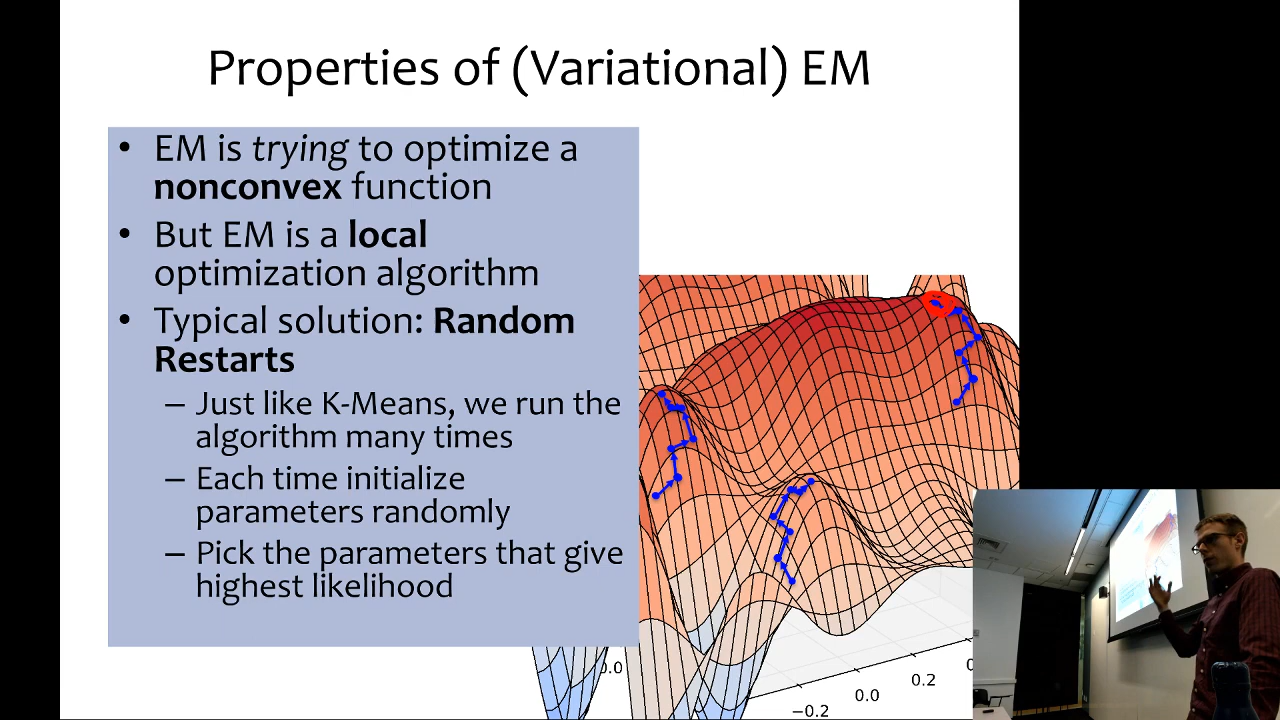 Properties of (Variational) EM
• EM is trying to optimize a
nonconvex function
• But EM is a local
optimization algorithm
• Typical solution: Random
Restarts
– Just like K-Means, we run the
algorithm many times
– Each time initialize
parameters randomly
– Pick the parameters that give
highest likelihood
0.2
0.0
−0.2